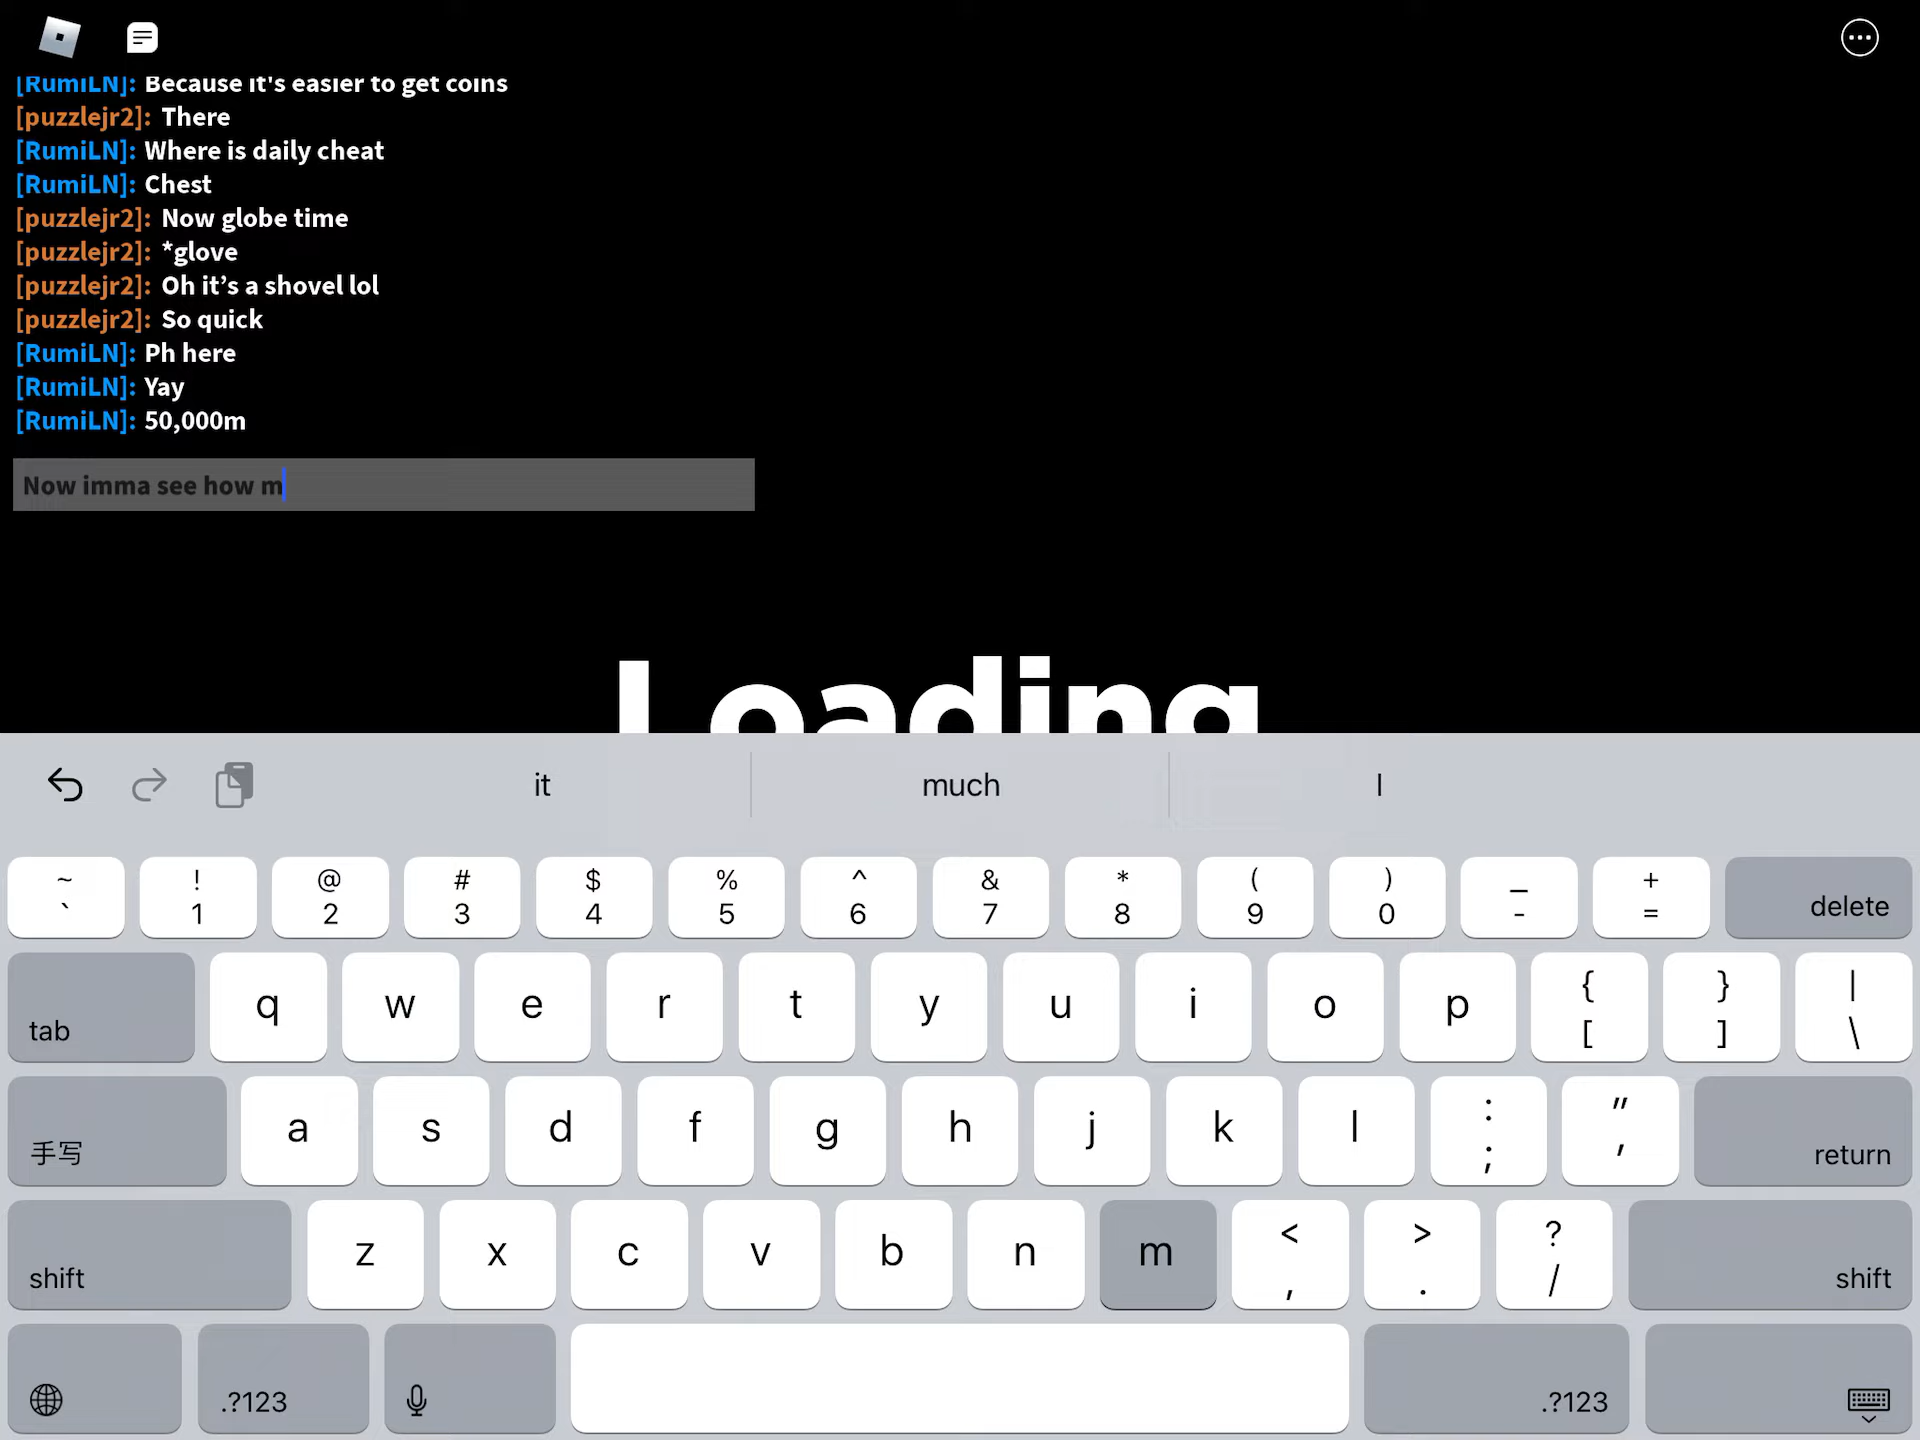 [RumiLN]: Because it's easier to get coins
[puzzlejr2]: There
[RumiLN]: Where is daily cheat
[RumiLN]: Chest
[puzzlejr2]: Now globe time
[puzzlejr2]: *glove
[puzzlejr2]: Oh it’s a shovel lol
[puzzlejr2]: So quick
[RumiLN]: Ph here
[RumiLN]: Yay
[RumiLN]: 50,000m
Now imma see how m
Loading
it much I
~ ! @ # $ % ^ & * ( ) _ +
` 1 2 3 4 5 6 7 8 9 0 - = delete
tab q w e r t y u i o p { [ } ] | \
手写 a s d f g h j k l : ; " ' return
shift z x c v b n m < , > . ? / shift
.?123 .?123